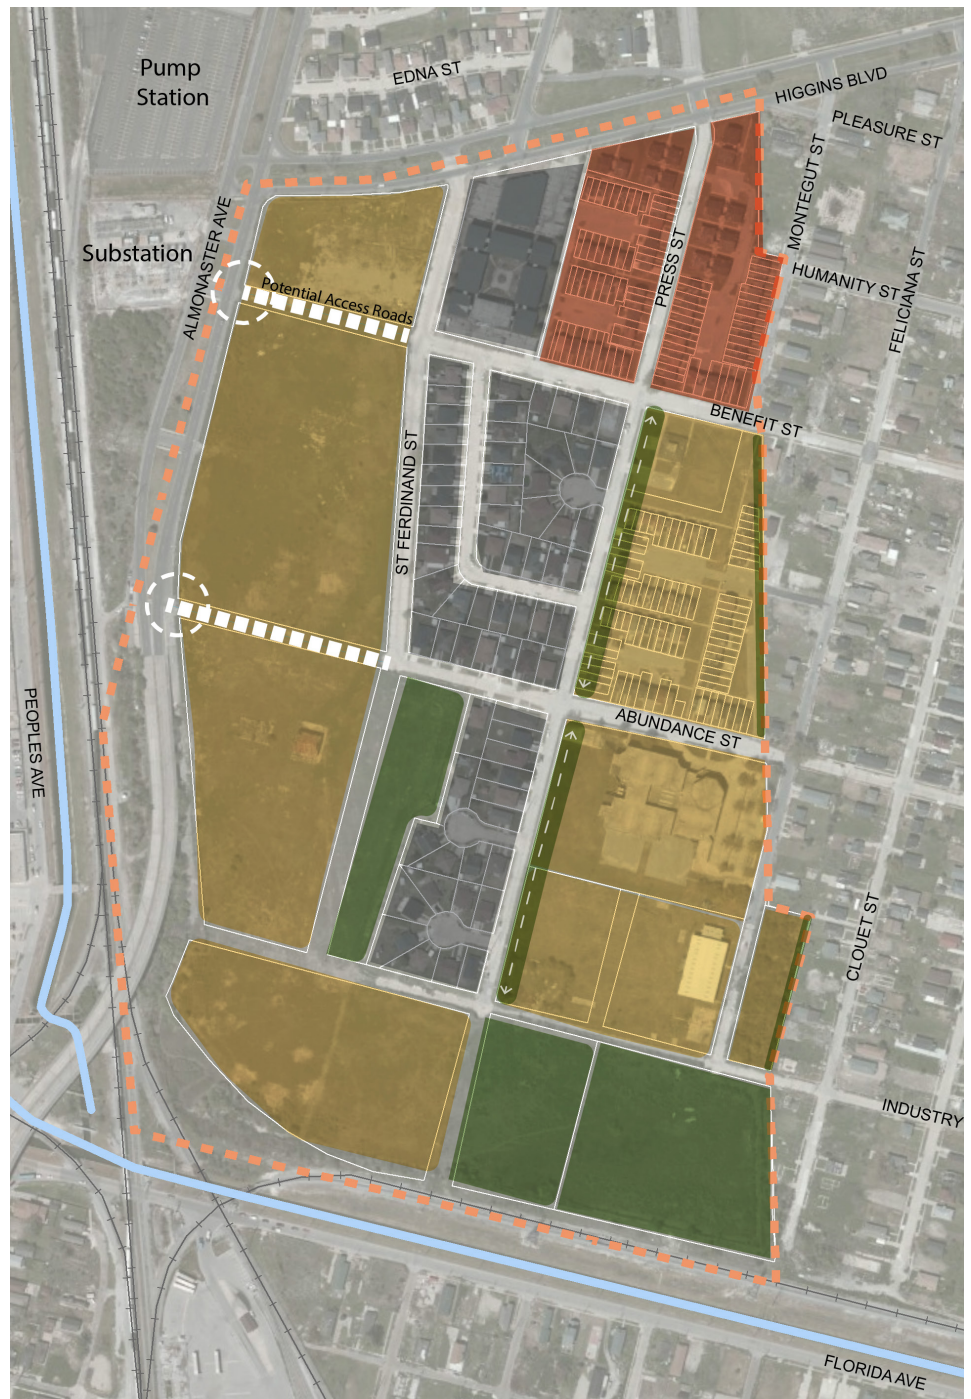 Pump
Station
EDNA ST
HIGGINS BLVD
PLEASURE ST
MONTEGUT ST
Substation
ALMONASTER AVE
HUMANITY ST
FELICIANA ST
PRESS ST
Potential Access Roads
BENEFIT ST
ST FERDINAND ST
PEOPLES AVE
ABUNDANCE ST
CLOUET ST
INDUSTRY
FLORIDA AVE